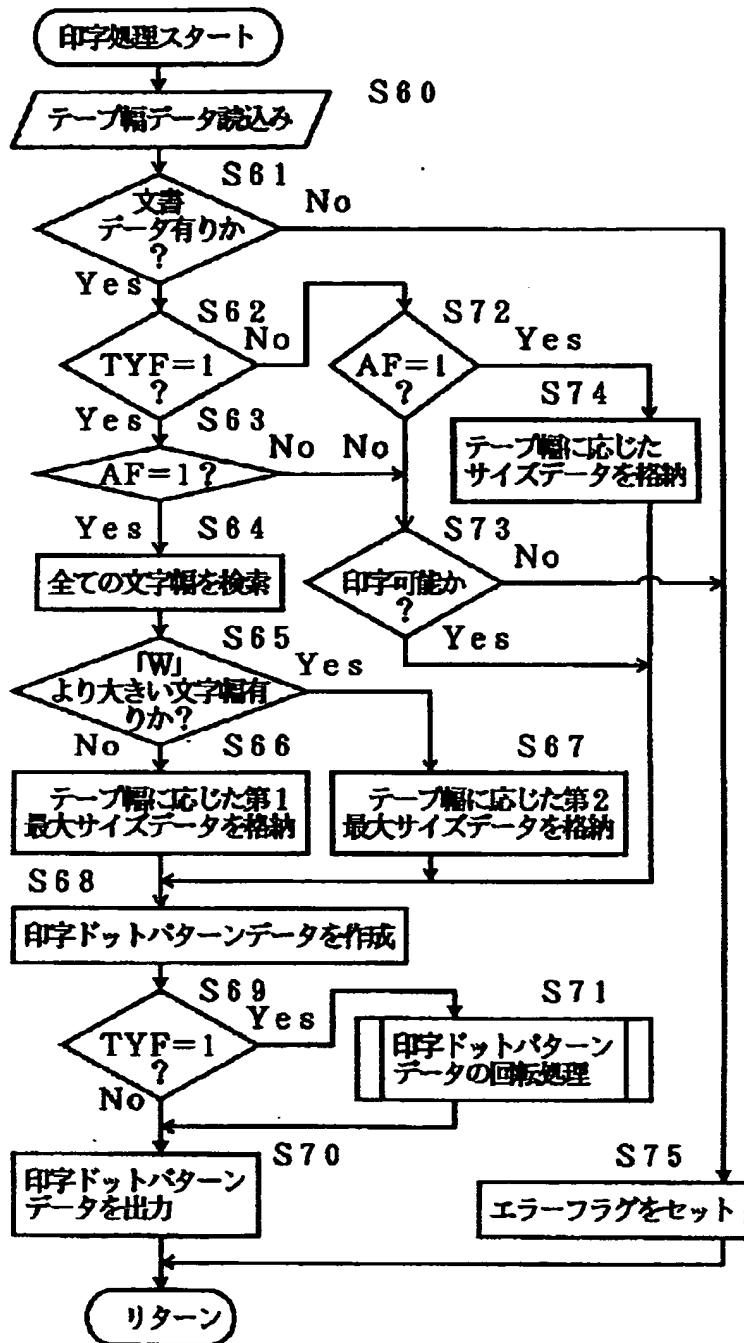 印字処理スタート
S60
テープ幅データ読込み
S61
文書
データ有りか
?
No
Yes
S62
TYF=1
?
No
S72
AF=1
?
Yes
S74
テープ幅に応じた
サイズデータを格納
Yes
S63
AF=1?
No
No
Yes
S64
全ての文字幅を検索
S73
印字可能か
?
No
Yes
S65
「W」
より大きい文字幅有
りか?
Yes
No
S66
テープ幅に応じた第1
最大サイズデータを格納
S67
テープ幅に応じた第2
最大サイズデータを格納
S68
印字ドットパターンデータを作成
S69
TYF=1
?
Yes
S71
印字ドットパターン
データの回転処理
No
S70
印字ドットパターン
データを出力
S75
エラーフラグをセット
リターン